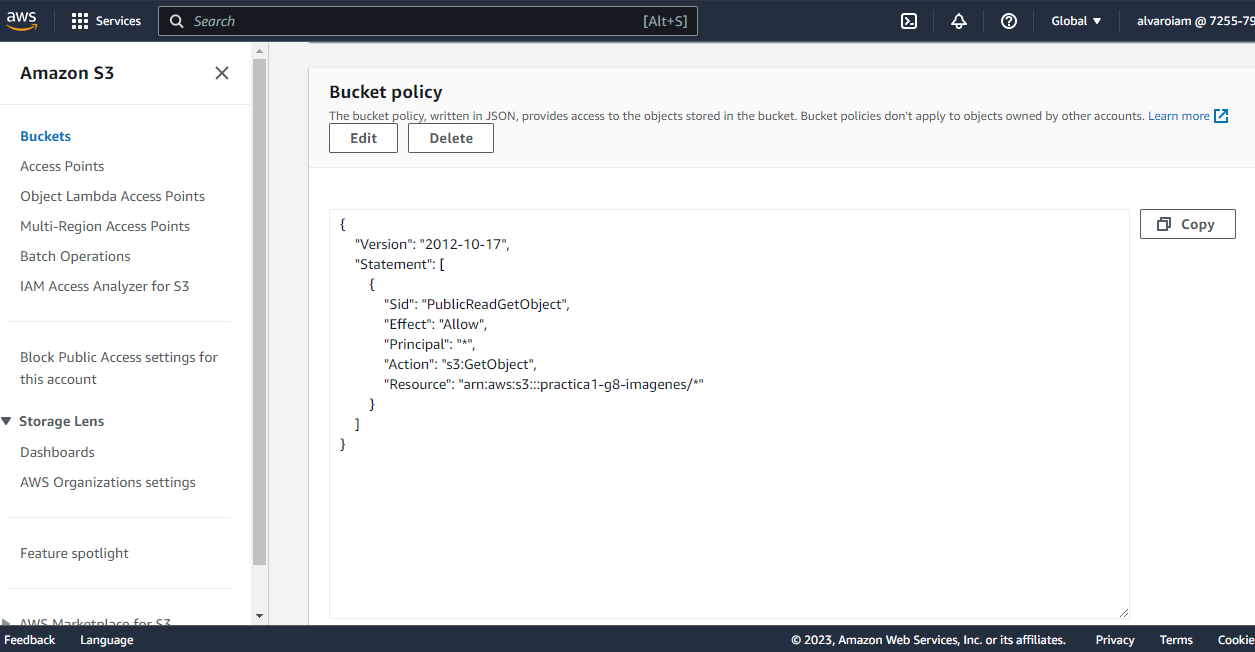 aws Services Search [Alt+S] Global alvaroiam @ 7255-79
Amazon S3
Buckets
Access Points
Object Lambda Access Points
Multi-Region Access Points
Batch Operations
IAM Access Analyzer for S3
Block Public Access settings for
this account
Storage Lens
Dashboards
AWS Organizations settings
Feature spotlight
AWS Marketplace for S3
Bucket policy
The bucket policy, written in JSON, provides access to the objects stored in the bucket. Bucket policies don't apply to objects owned by other accounts. Learn more
Edit Delete
Copy
{
"Version": "2012-10-17",
"Statement": [
{
"Sid": "PublicReadGetObject",
"Effect": "Allow",
"Principal": "*",
"Action": "s3:GetObject",
"Resource": "arn:aws:s3:::practica1-g8-imagenes/*"
}
]
}
Feedback Language © 2023, Amazon Web Services, Inc. or its affiliates. Privacy Terms Cookie